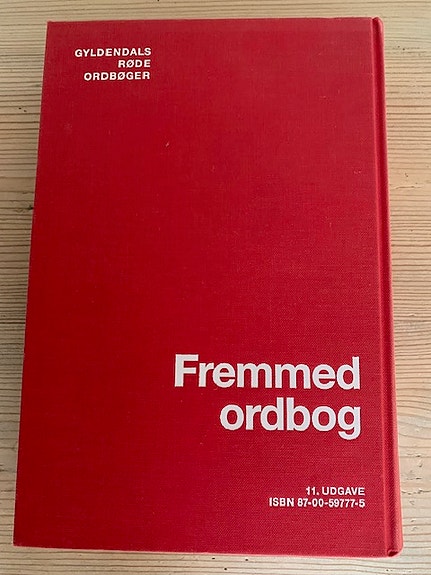 GYLDENDALS
RØDE
ORDBØGER
Fremmed
ordbog
11. UDGAVE
ISBN 87-00-59777-5